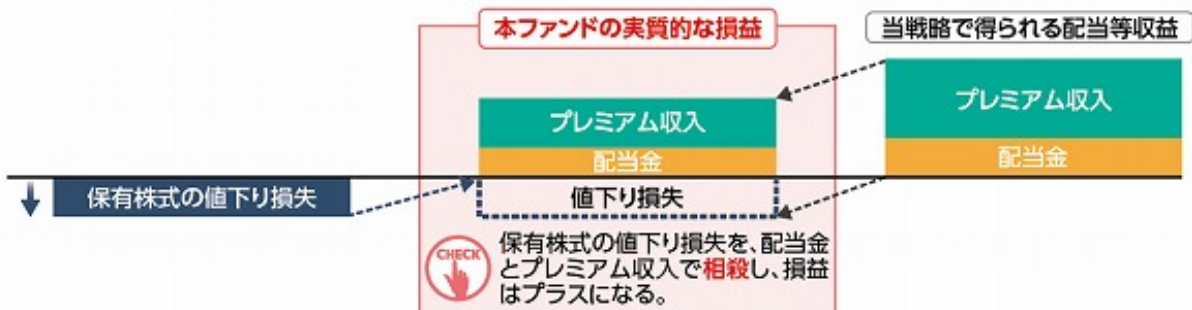 本ファンドの実質的な損益
当戦略で得られる配当等収益
プレミアム収入
プレミアム収入
配当金
配当金
保有株式の値下り損失
値下り損失
CHECK
保有株式の値下り損失を、配当金
とプレミアム収入で相殺し、損益
はプラスになる。